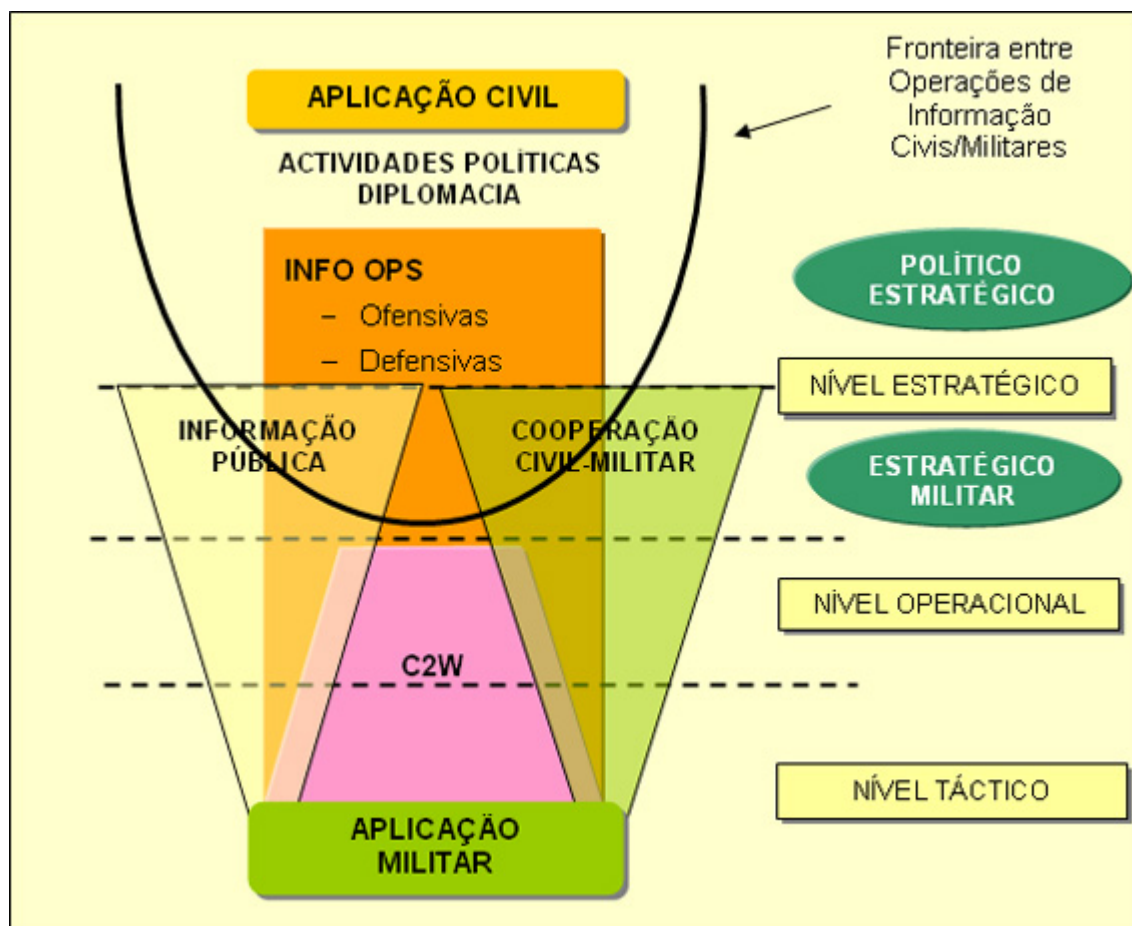 Fronteira entre
Operações de
Informação
Civis/Militares
APLICAÇÃO CIVIL
ACTIVIDADES POLÍTICAS
DIPLOMACIA
INFO OPS
– Ofensivas
– Defensivas
POLÍTICO
ESTRATÉGICO
NÍVEL ESTRATÉGICO
INFORMAÇÃO
PÚBLICA
COOPERAÇÃO
CIVIL-MILITAR
ESTRATÉGICO
MILITAR
NÍVEL OPERACIONAL
C2W
NÍVEL TÁCTICO
APLICAÇÃO
MILITAR